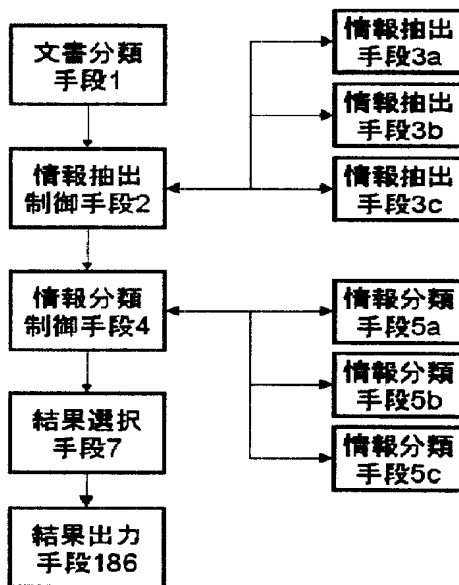 文書分類
手段1
情報抽出
制御手段2
情報分類
制御手段4
結果選択
手段7
結果出力
手段186
情報抽出
手段3a
情報抽出
手段3b
情報抽出
手段3c
情報分類
手段5a
情報分類
手段5b
情報分類
手段5c